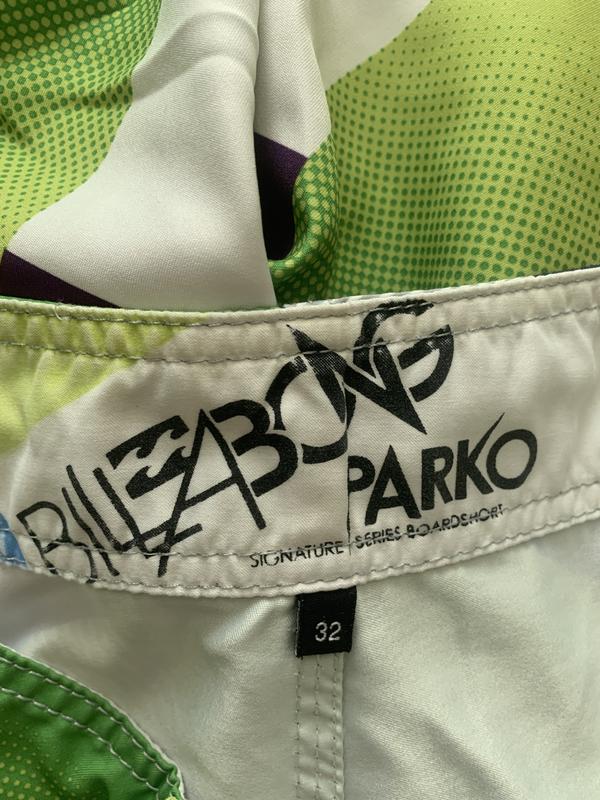 BILLABONG
PARKO
SIGNATURE SERIES BOARDSHORT
32